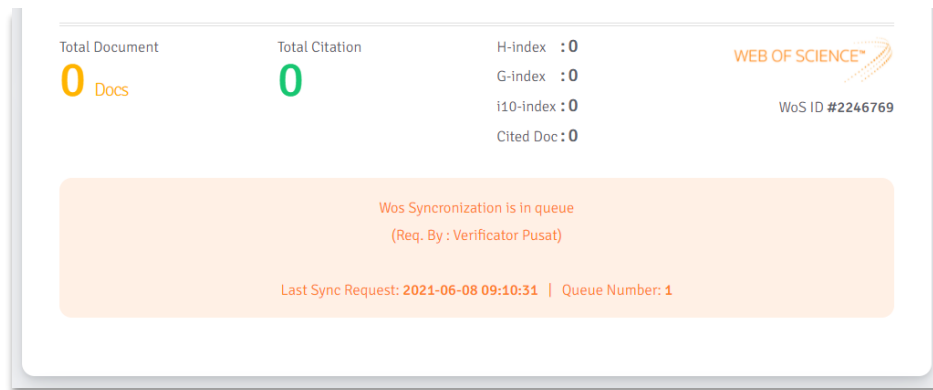 Total Document
0 Docs
Total Citation
0
H-index : 0
G-index : 0
i10-index : 0
Cited Doc : 0
WEB OF SCIENCE™
WoS ID #2246769
Wos Syncronization is in queue
(Req. By : Verificator Pusat)
Last Sync Request: 2021-06-08 09:10:31 | Queue Number: 1